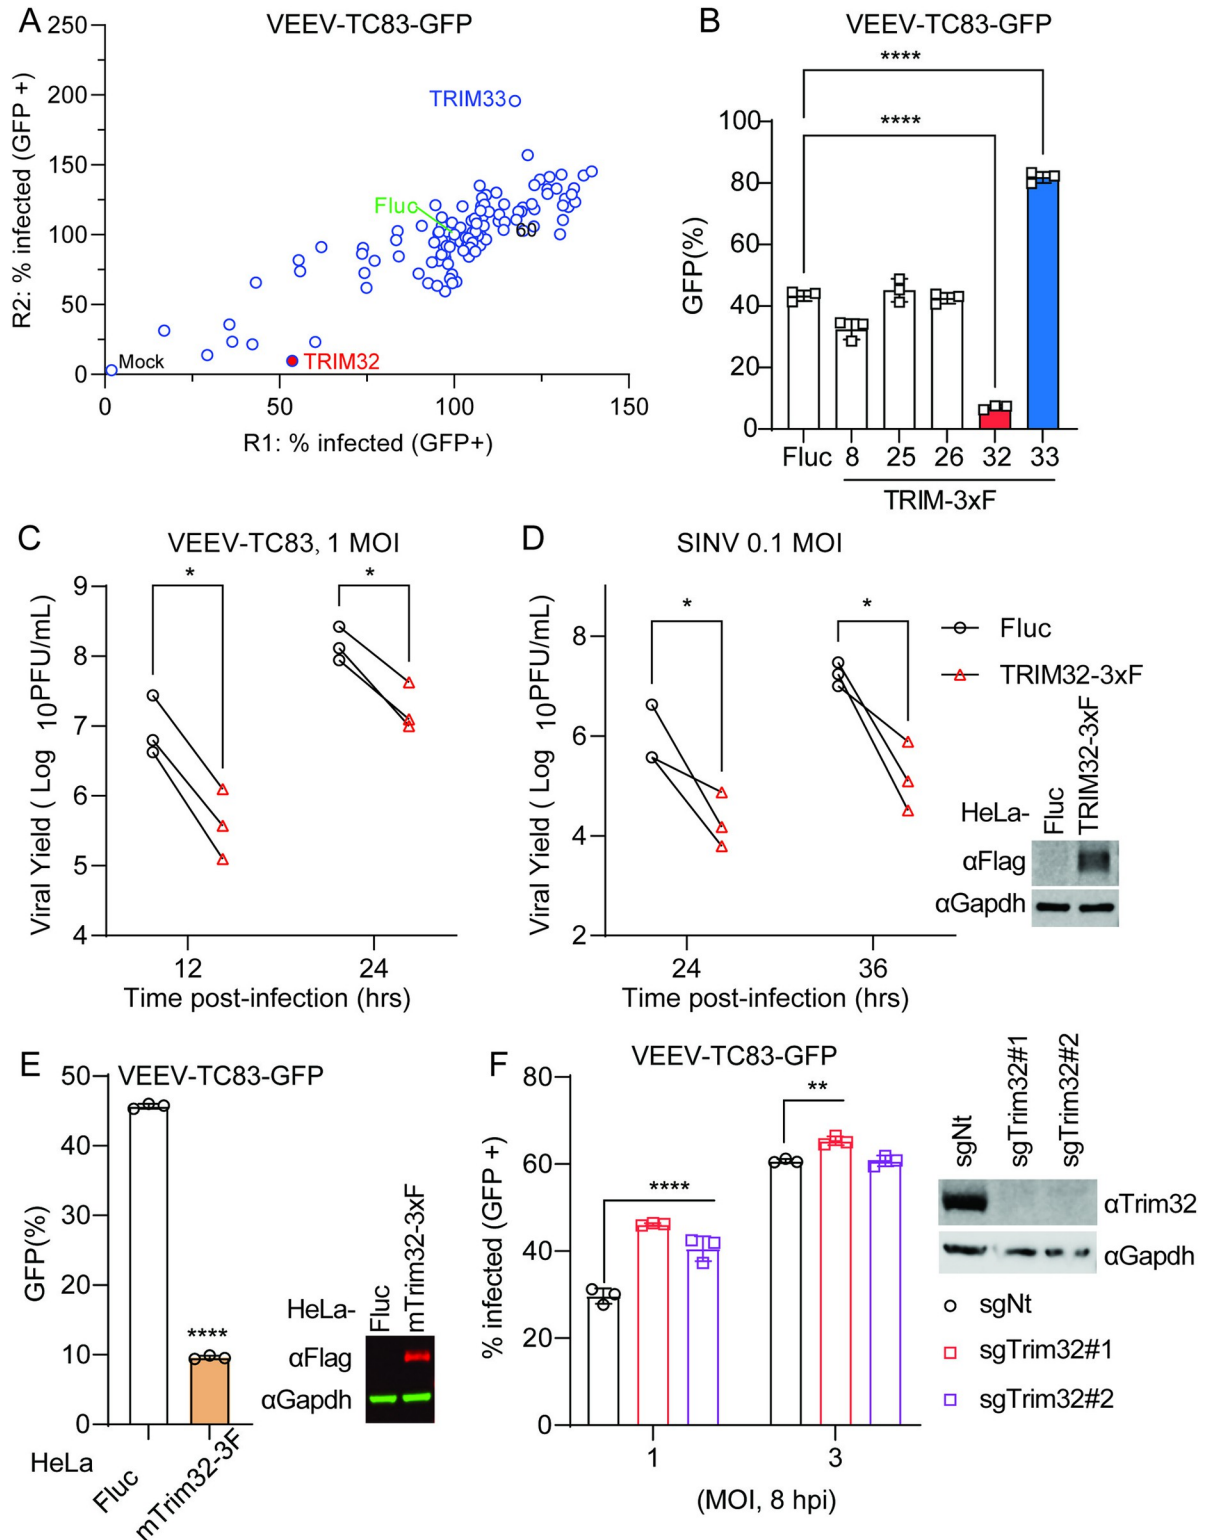 A
VEEV-TC83-GFP
R2: % infected (GFP +)
250
200
150
100
50
0
TRIM33
Fluc
60
Mock
TRIM32
0 50 100 150
R1: % infected (GFP+)
B
VEEV-TC83-GFP
****
****
GFP(%)
100
80
60
40
20
0
Fluc 8 25 26 32 33
TRIM-3xF
C
VEEV-TC83, 1 MOI
* *
Viral Yield ( Log 10PFU/mL)
9
8
7
6
5
4
12 24
Time post-infection (hrs)
D
SINV 0.1 MOI
* *
Viral Yield ( Log 10PFU/mL)
8
6
4
2
24 36
Time post-infection (hrs)
Fluc
TRIM32-3xF
HeLa-
Fluc
TRIM32-3xF
αFlag
αGapdh
E
VEEV-TC83-GFP
GFP(%)
50
40
30
20
10
0
****
HeLa
Fluc
mTrim32-3F
HeLa-
Fluc
mTrim32-3xF
αFlag
αGapdh
F
VEEV-TC83-GFP
% infected (GFP +)
80
60
40
20
0
****
**
1 3
(MOI, 8 hpi)
sgNt
sgTrim32#1
sgTrim32#2
αTrim32
αGapdh
sgNt
sgTrim32#1
sgTrim32#2